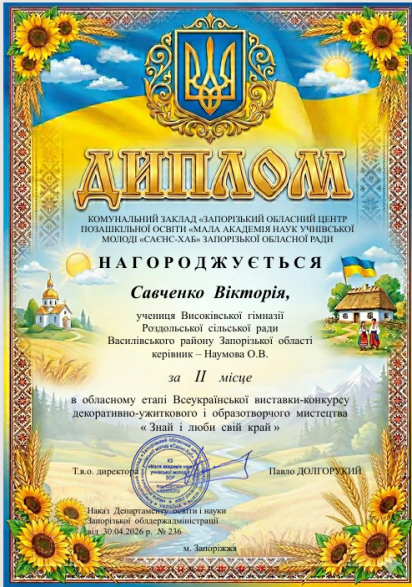 ДИПЛОМ
КОМУНАЛЬНИЙ ЗАКЛАД «ЗАПОРІЗЬКИЙ ОБЛАСНИЙ ЦЕНТР
ПОЗАШКІЛЬНОЇ ОСВІТИ «МАЛА АКАДЕМІЯ НАУК УЧНІВСЬКОЇ
МОЛОДІ «САЄНС-ХАБ» ЗАПОРІЗЬКОЇ ОБЛАСНОЇ РАДИ
НАГОРОДЖУЄТЬСЯ
Савченко Вікторія,
учениця Високівської гімназії
Роздольської сільської ради
Василівського району Запорізької області
керівник – Наумова О.В.
за ІІ місце
в обласному етапі Всеукраїнської виставки-конкурсу
декоративно-ужиткового і образотворчого мистецтва
« Знай і люби свій край »
Т.в.о. директора
Павло ДОЛГОРУКИЙ
Наказ Департаменту освіти і науки
Запорізької облдержадміністрації
від 30.04.2026 р. № 236
м. Запоріжжя